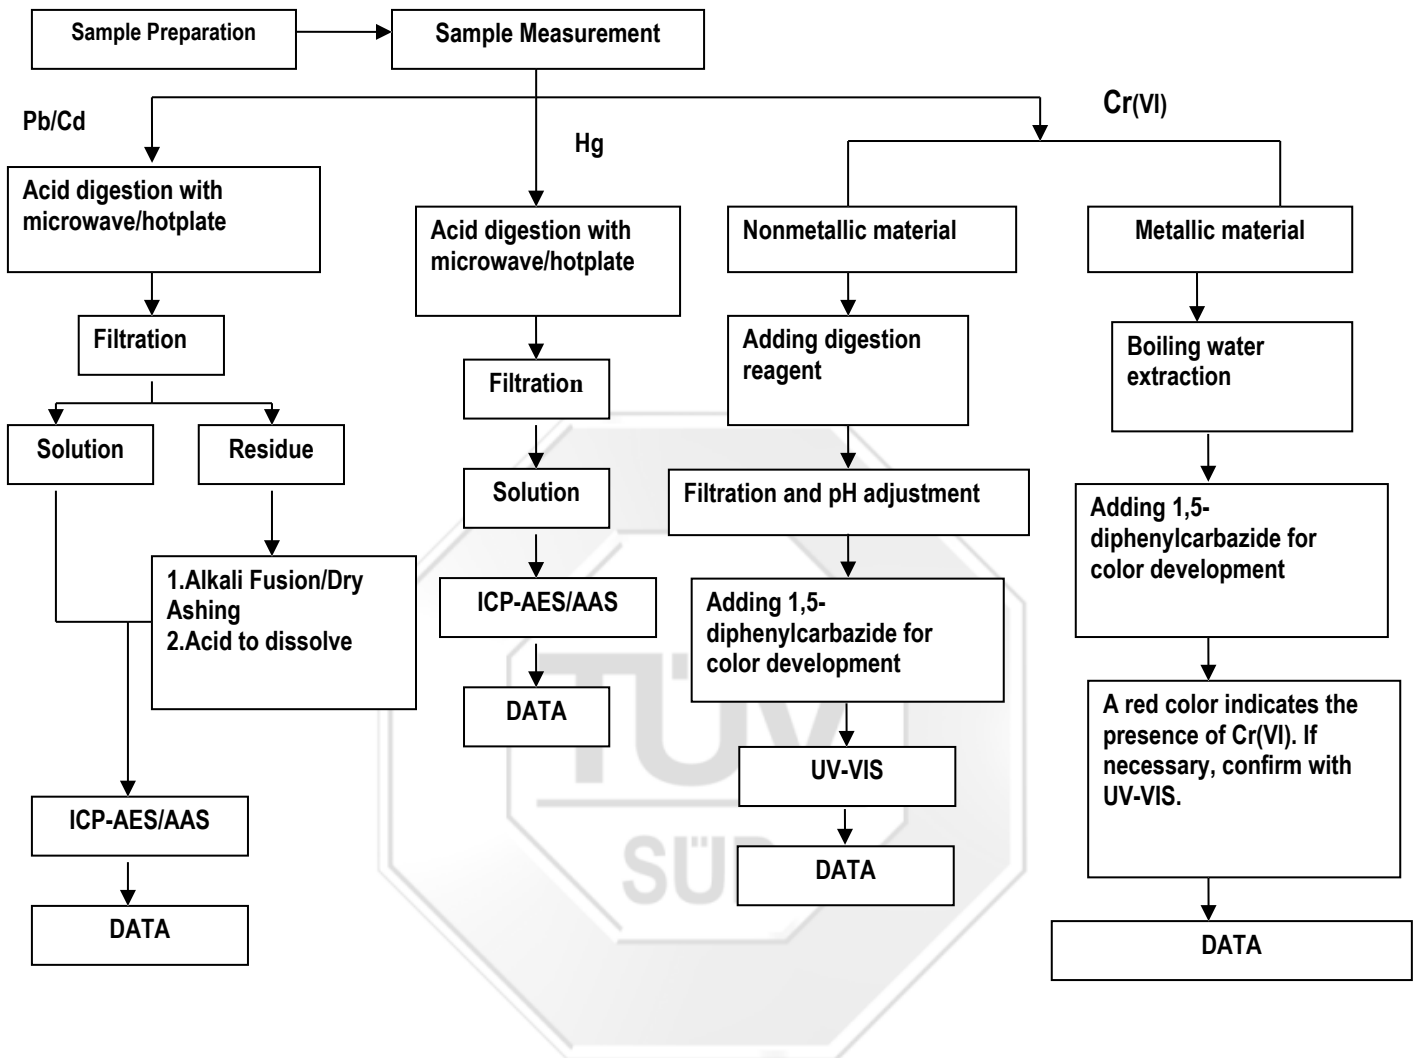 Sample Preparation
Sample Measurement
Pb/Cd
Hg
Cr(VI)
Acid digestion with
microwave/hotplate
Filtration
Solution
Residue
1.Alkali Fusion/Dry
Ashing
2.Acid to dissolve
ICP-AES/AAS
DATA
Acid digestion with
microwave/hotplate
Filtration
Solution
ICP-AES/AAS
DATA
Nonmetallic material
Adding digestion
reagent
Filtration and pH adjustment
Adding 1,5-
diphenylcarbazide for
color development
UV-VIS
DATA
Metallic material
Boiling water
extraction
Adding 1,5-
diphenylcarbazide for
color development
A red color indicates the
presence of Cr(VI). If
necessary, confirm with
UV-VIS.
DATA
TÜV
SÜD